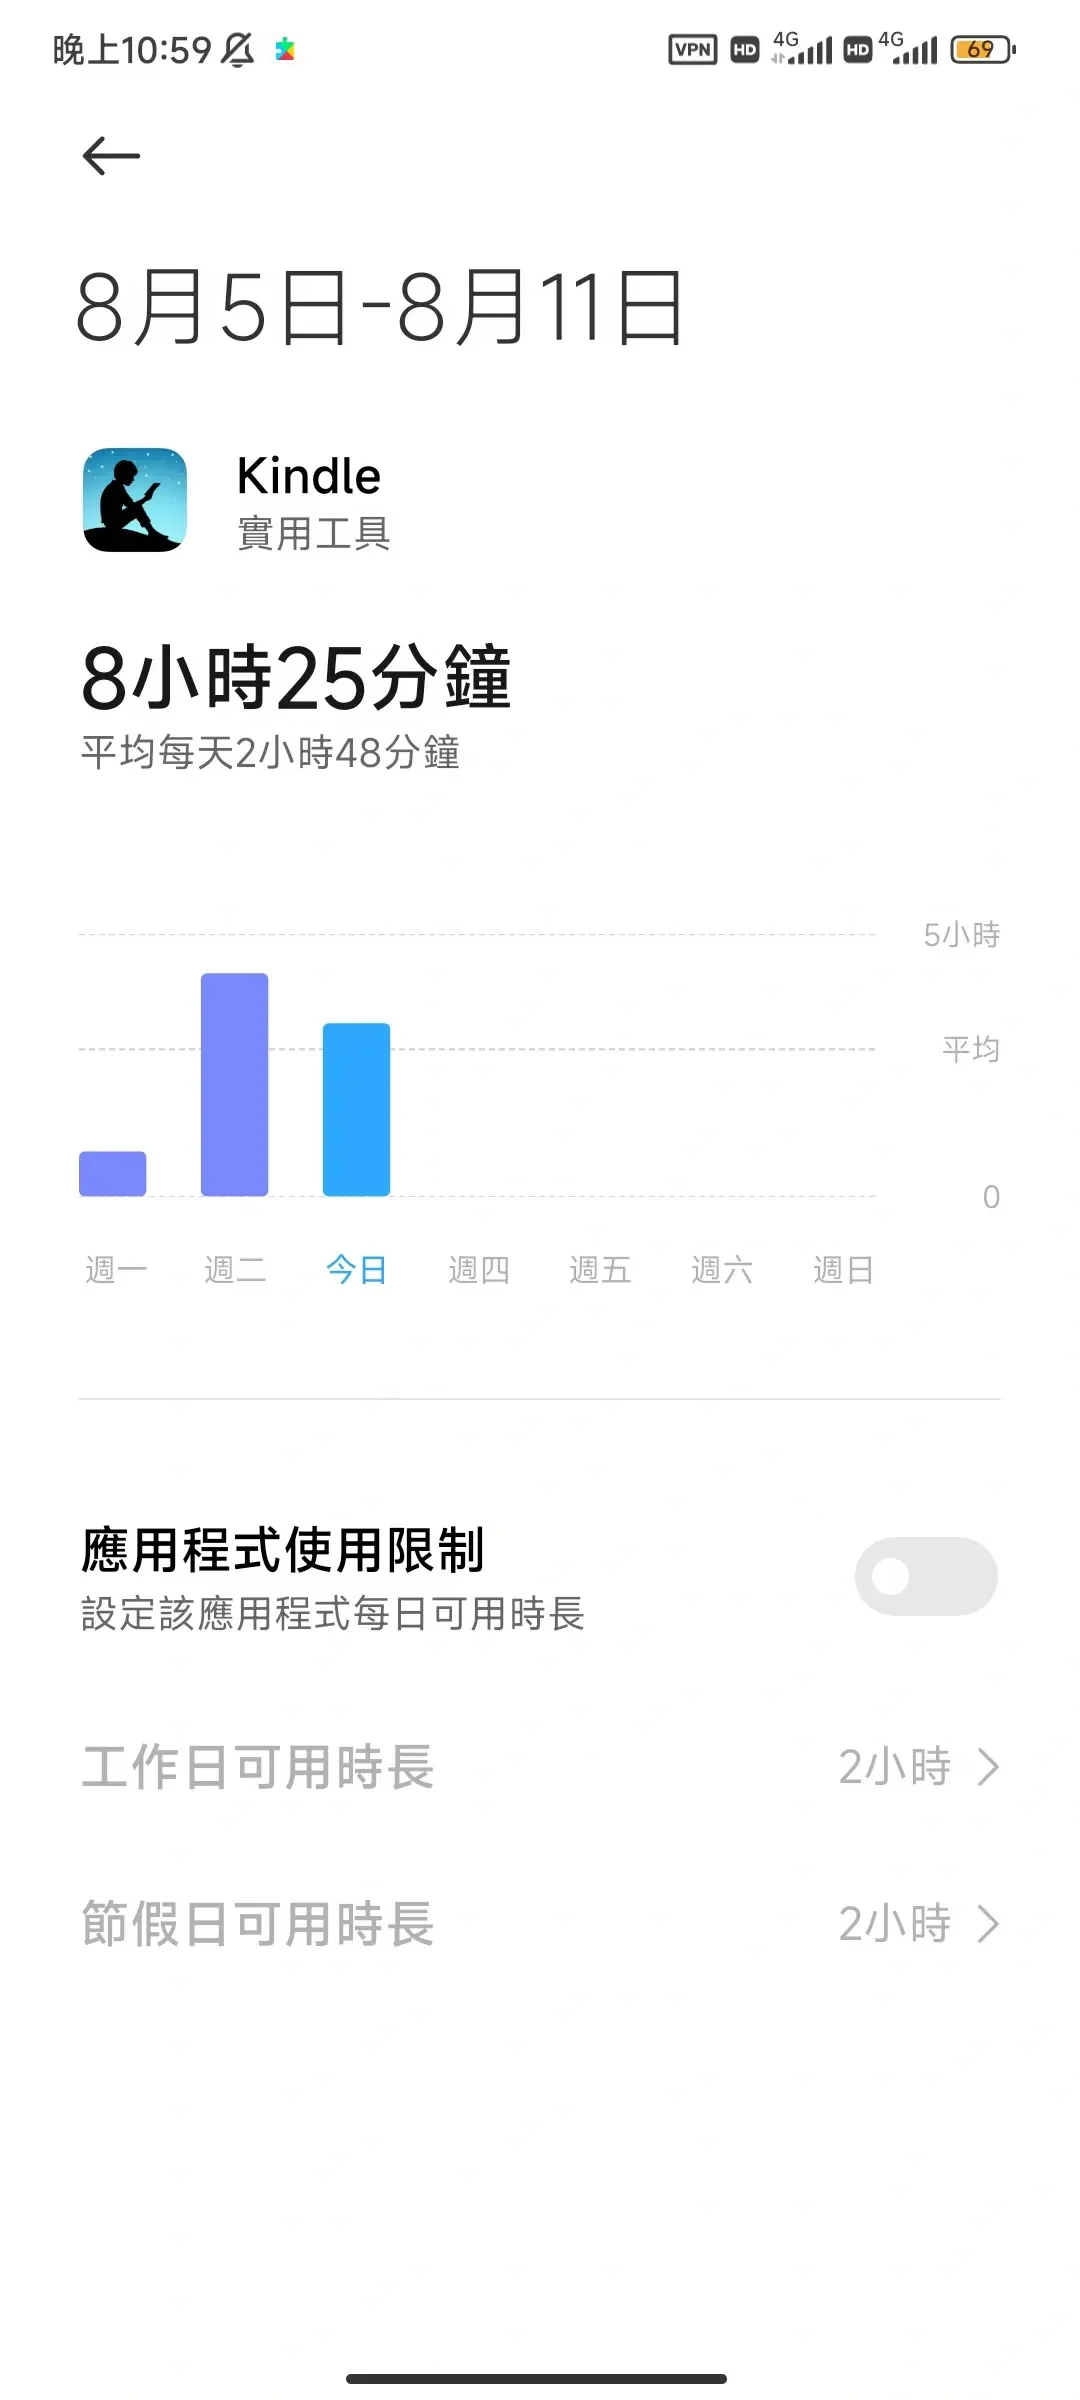 晚上10:59 VPN HD 4G HD 4G 69
8月5日-8月11日
Kindle
實用工具
8小時25分鐘
平均每天2小時48分鐘
5小時
平均
0
週一 週二 今日 週四 週五 週六 週日
應用程式使用限制
設定該應用程式每日可用時長
工作日可用時長 2小時
節假日可用時長 2小時